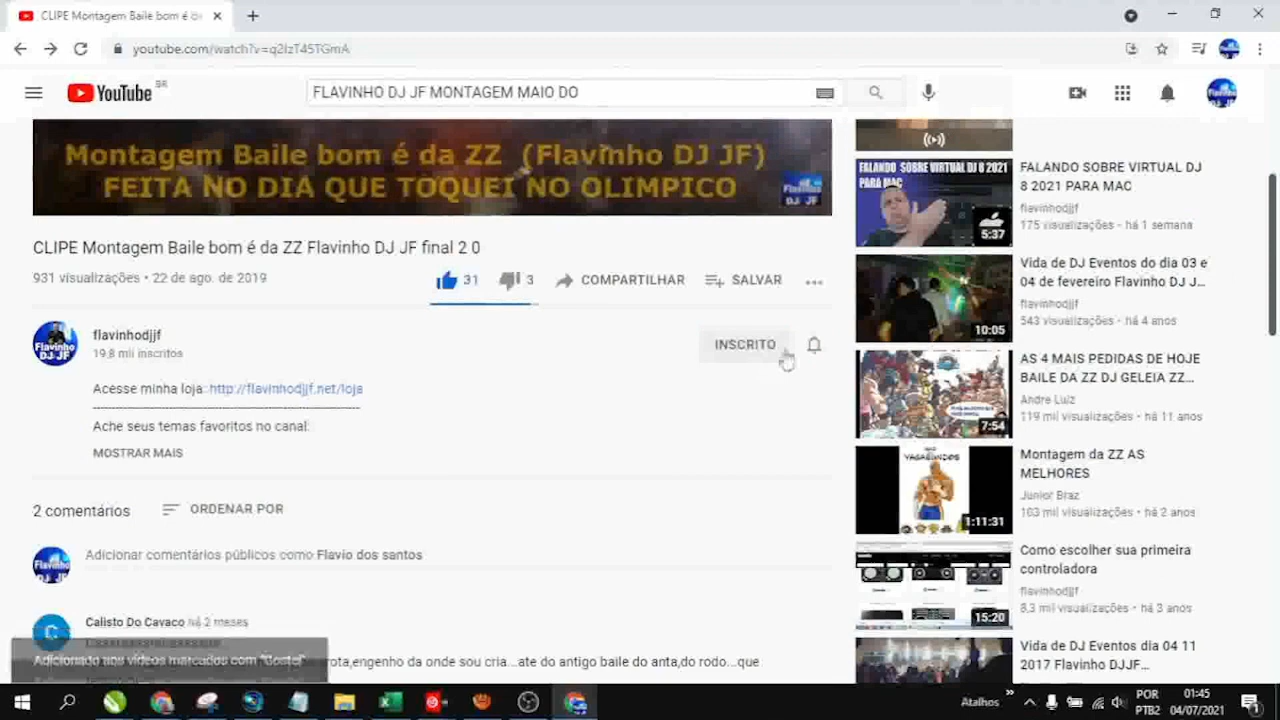 CLIPE Montagem Baile bom é da
youtube.com/watch?v=q2IzT45TGmA
YouTube BR
FLAVINHO DJ JF MONTAGEM MAIO DO
Montagem Baile bom é da ZZ (Flavinho DJ JF)
NO OLIMPICO
CLIPE Montagem Baile bom é da ZZ Flavinho DJ JF final 2 0
931 visualizações • 22 de ago. de 2019
31
3
COMPARTILHAR
SALVAR
Flavinho DJ JF
flavinhodjjf
19,8 mil inscritos
INSCRITO
Acesse minha loja: http://flavinhodjjf.net/loja
Ache seus temas favoritos no canal:
MOSTRAR MAIS
2 comentários
ORDENAR POR
Adicionar comentários públicos como Flavio dos santos
C
Calisto Do Cavaco há 2 meses
Adicionado aos vídeos marcados com "Gostei"
rota,engenho da onde sou cria...ate do antigo baile do anta,do rodo...que
FALANDO SOBRE VIRTUAL DJ 8 2021
PARA MAC
5:37
FALANDO SOBRE VIRTUAL DJ
8 2021 PARA MAC
flavinhodjjf
175 visualizações • há 1 semana
10:05
Vida de DJ Eventos do dia 03 e
04 de fevereiro Flavinho DJ J...
flavinhodjjf
543 visualizações • há 4 anos
7:54
AS 4 MAIS PEDIDAS DE HOJE
BAILE DA ZZ DJ GELEIA ZZ...
Andre Luiz
119 mil visualizações • há 11 anos
VAGABUNDOS
1:11:31
Montagem da ZZ AS
MELHORES
Junior Braz
103 mil visualizações • há 2 anos
15:20
Como escolher sua primeira
controladora
flavinhodjjf
8,3 mil visualizações • há 3 anos
Vida de DJ Eventos dia 04 11
2017 Flavinho DJJF...
Atalhos
POR
PTB2
01:45
04/07/2021